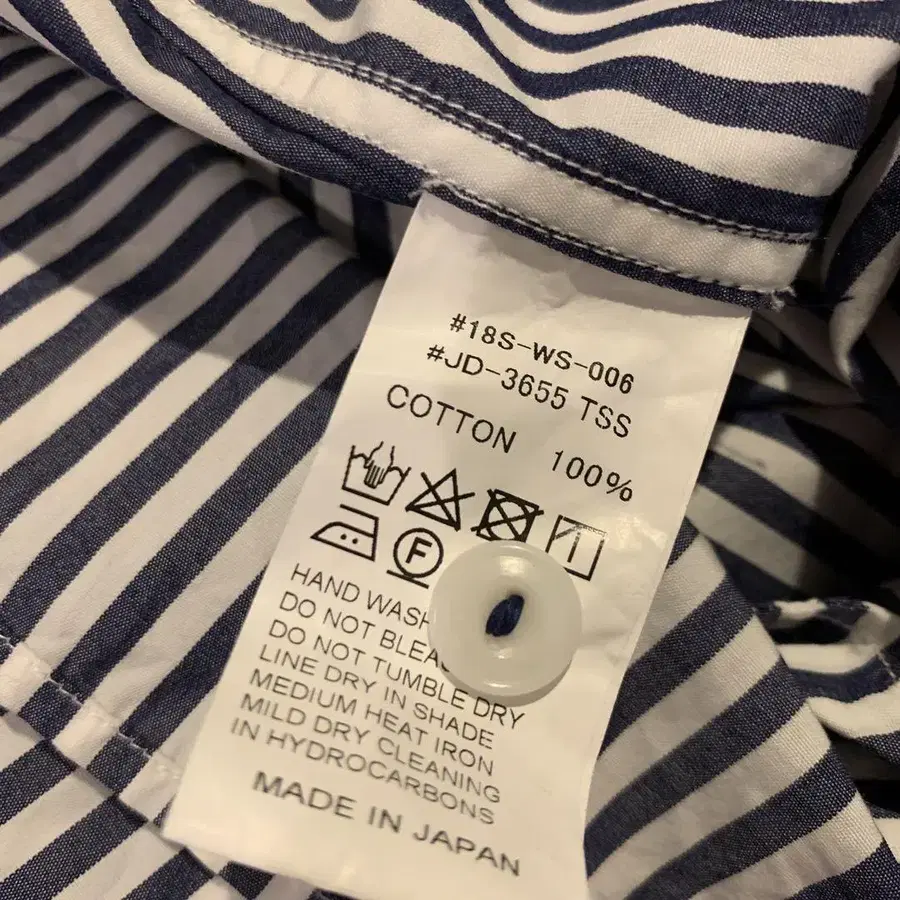 #18S-WS-006
#JD-3655 TSS
COTTON 100%
F
HAND WASH
DO NOT
DO NOT TUMBLE DRY
LINE DRY IN SHADE
MEDIUM HEAT IRON
MILD DRY CLEANING
IN HYDROCARBONS
MADE IN JAPAN